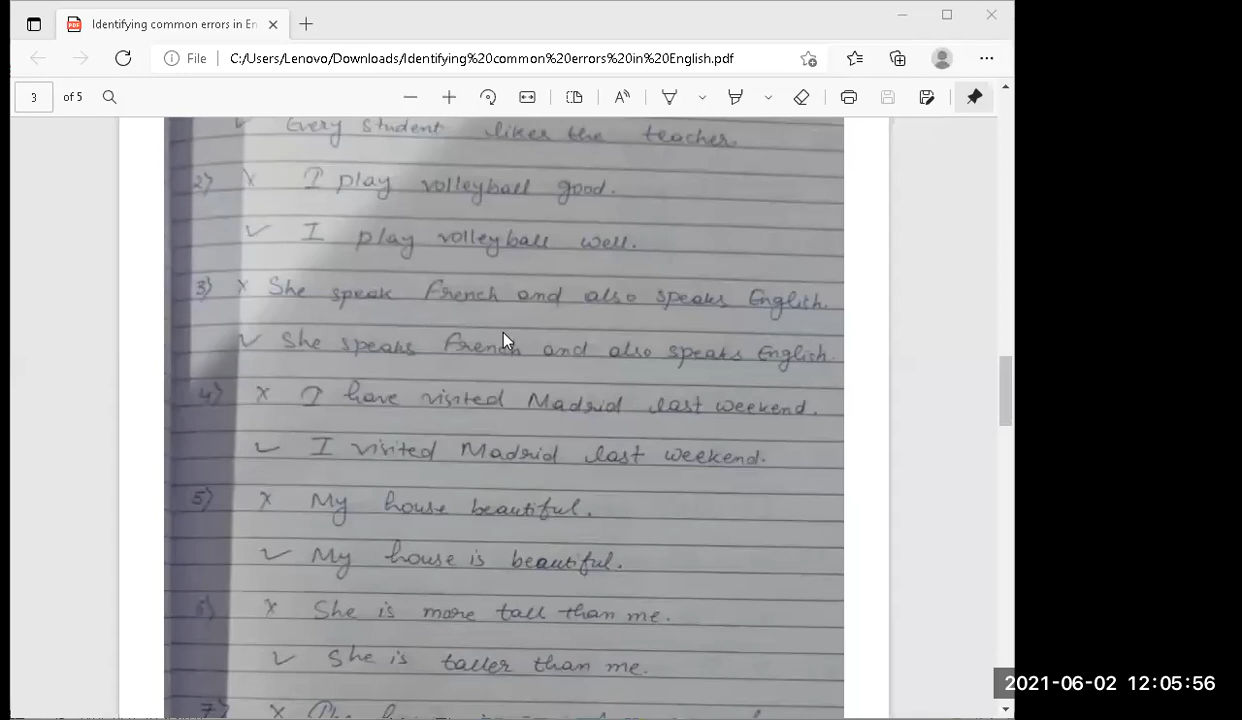 Identifying common errors in En
File C:/Users/Lenovo/Downloads/Identifying%20common%20errors%20in%20English.pdf
3 of 5
✓ Every student likes the teacher.
2) × I play volleyball good.
✓ I play volleyball well.
3) × She speak French and also speaks English.
✓ She speaks French and also speaks English.
4) × I have visited Madrid last weekend.
✓ I visited Madrid last weekend.
5) × My house beautiful.
✓ My house is beautiful.
6) × She is more tall than me.
✓ She is taller than me.
7) ×
2021-06-02 12:05:56